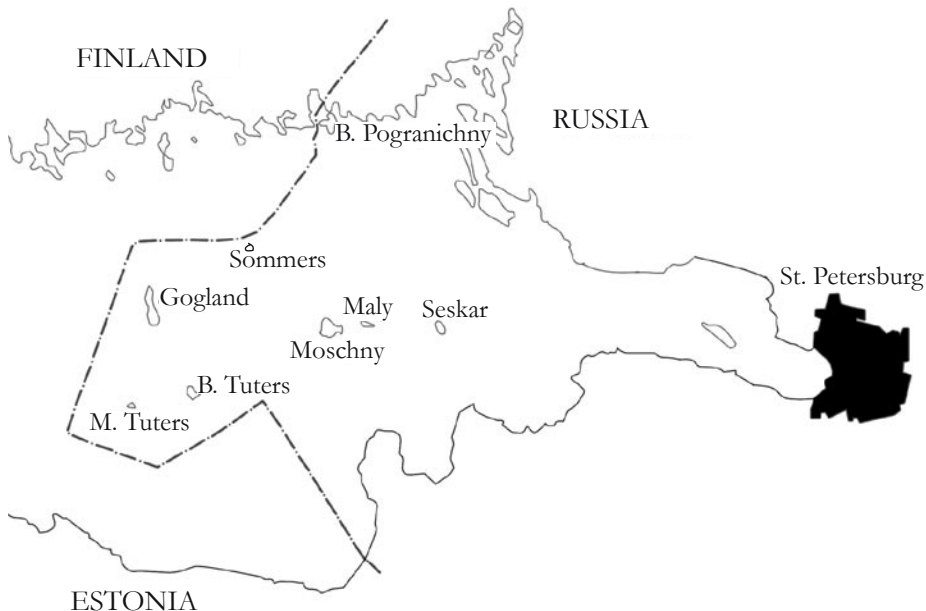 FINLAND
RUSSIA
B. Pogranichny
Sommers
St. Petersburg
Gogland
Maly
Seskar
Moschny
B. Tuters
M. Tuters
ESTONIA